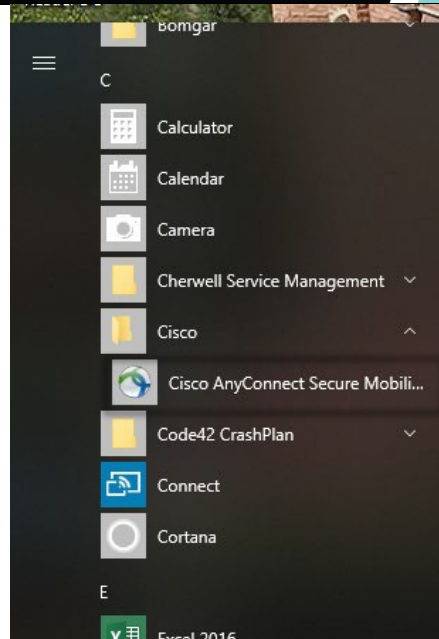 Bomgar
C
Calculator
Calendar
Camera
Cherwell Service Management
Cisco
Cisco AnyConnect Secure Mobili...
Code42 CrashPlan
Connect
Cortana
E
Excel 2016